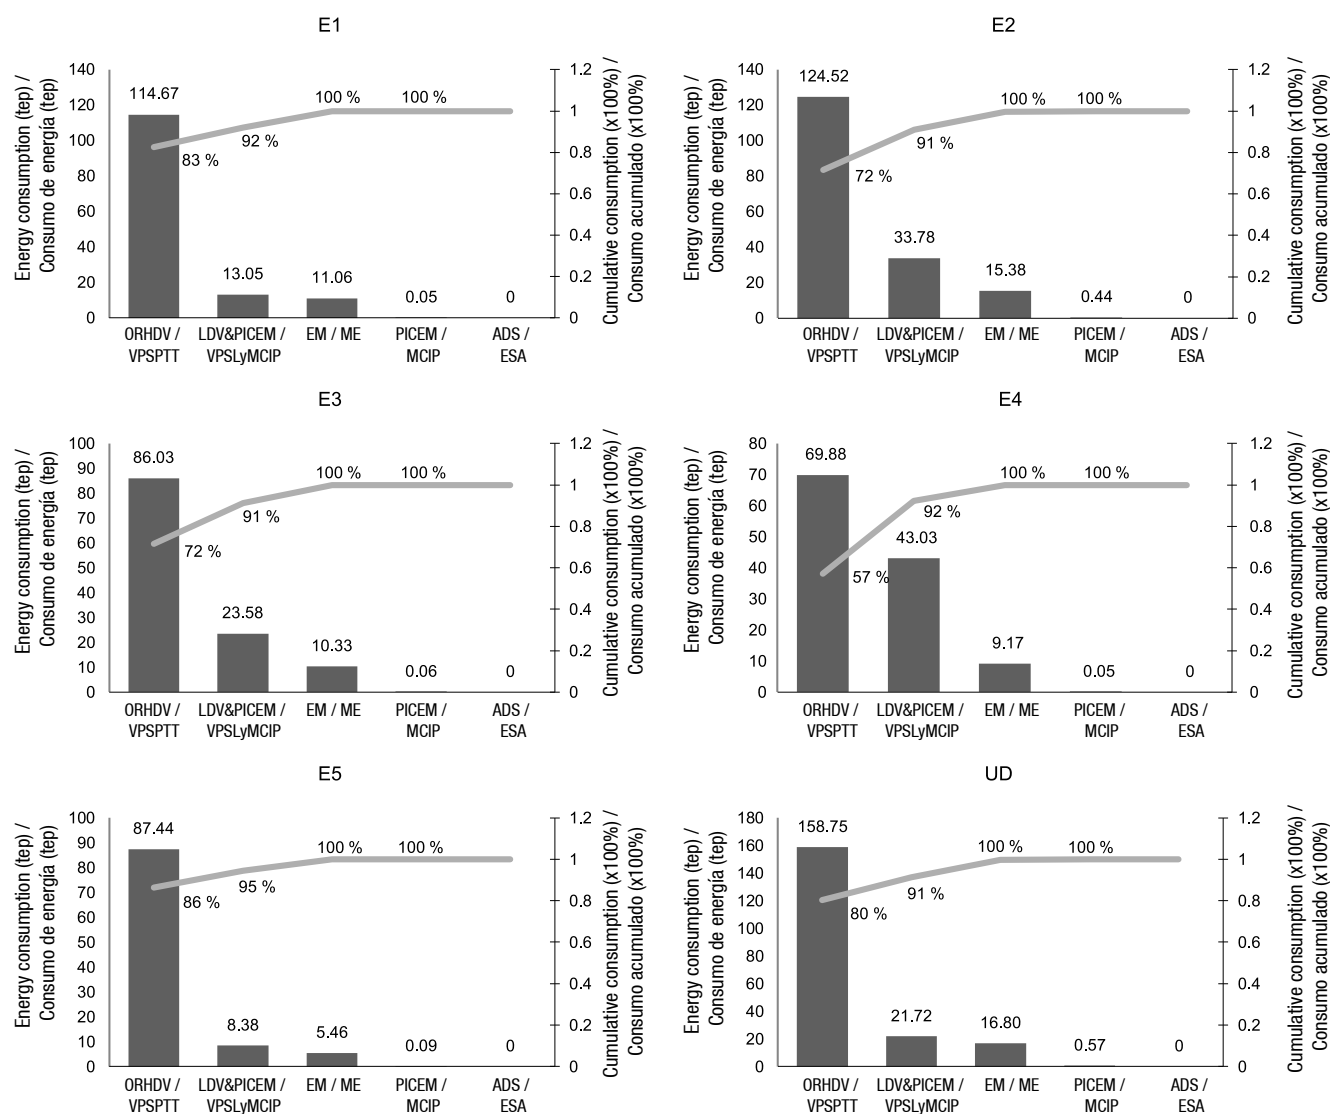 E1
Energy consumption (tep) /
Consumo de energía (tep)
140
120
100
80
60
40
20
0
114.67
13.05
11.06
0.05
0
83 %
92 %
100 %
100 %
1.2
1
0.8
0.6
0.4
0.2
0
Cumulative consumption (x100%) /
Consumo acumulado (x100%)
ORHDV /
VPSPTT
LDV&PICEM /
VPSLyMCIP
EM / ME
PICEM /
MCIP
ADS /
ESA
E2
Energy consumption (tep) /
Consumo de energía (tep)
140
120
100
80
60
40
20
0
124.52
33.78
15.38
0.44
0
72 %
91 %
100 %
100 %
1.2
1
0.8
0.6
0.4
0.2
0
Cumulative consumption (x100%) /
Consumo acumulado (x100%)
ORHDV /
VPSPTT
LDV&PICEM /
VPSLyMCIP
EM / ME
PICEM /
MCIP
ADS /
ESA
E3
Energy consumption (tep) /
Consumo de energía (tep)
100
90
80
70
60
50
40
30
20
10
0
86.03
23.58
10.33
0.06
0
72 %
91 %
100 %
100 %
1.2
1
0.8
0.6
0.4
0.2
0
Cumulative consumption (x100%) /
Consumo acumulado (x100%)
ORHDV /
VPSPTT
LDV&PICEM /
VPSLyMCIP
EM / ME
PICEM /
MCIP
ADS /
ESA
E4
Energy consumption (tep) /
Consumo de energía (tep)
80
70
60
50
40
30
20
10
0
69.88
43.03
9.17
0.05
0
57 %
92 %
100 %
100 %
1.2
1
0.8
0.6
0.4
0.2
0
Cumulative consumption (x100%) /
Consumo acumulado (x100%)
ORHDV /
VPSPTT
LDV&PICEM /
VPSLyMCIP
EM / ME
PICEM /
MCIP
ADS /
ESA
E5
Energy consumption (tep) /
Consumo de energía (tep)
100
90
80
70
60
50
40
30
20
10
0
87.44
8.38
5.46
0.09
0
86 %
95 %
100 %
100 %
1.2
1
0.8
0.6
0.4
0.2
0
Cumulative consumption (x100%) /
Consumo acumulado (x100%)
ORHDV /
VPSPTT
LDV&PICEM /
VPSLyMCIP
EM / ME
PICEM /
MCIP
ADS /
ESA
UD
Energy consumption (tep) /
Consumo de energía (tep)
180
160
140
120
100
80
60
40
20
0
158.75
21.72
16.80
0.57
0
80 %
91 %
100 %
100 %
1.2
1
0.8
0.6
0.4
0.2
0
Cumulative consumption (x100%) /
Consumo acumulado (x100%)
ORHDV /
VPSPTT
LDV&PICEM /
VPSLyMCIP
EM / ME
PICEM /
MCIP
ADS /
ESA